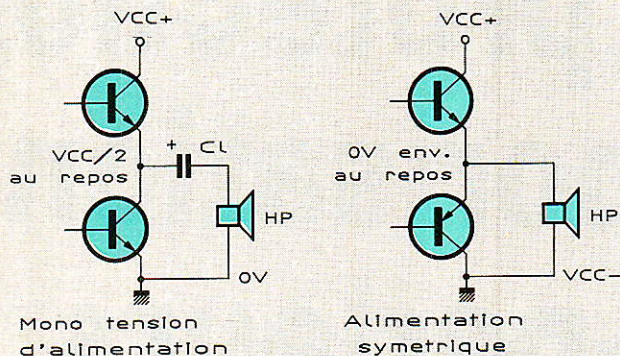 VCC+
VCC/2
au repos
+
CL
HP
0V
Mono tension
d'alimentation
VCC+
0V env.
au repos
HP
VCC-
Alimentation
symetrique